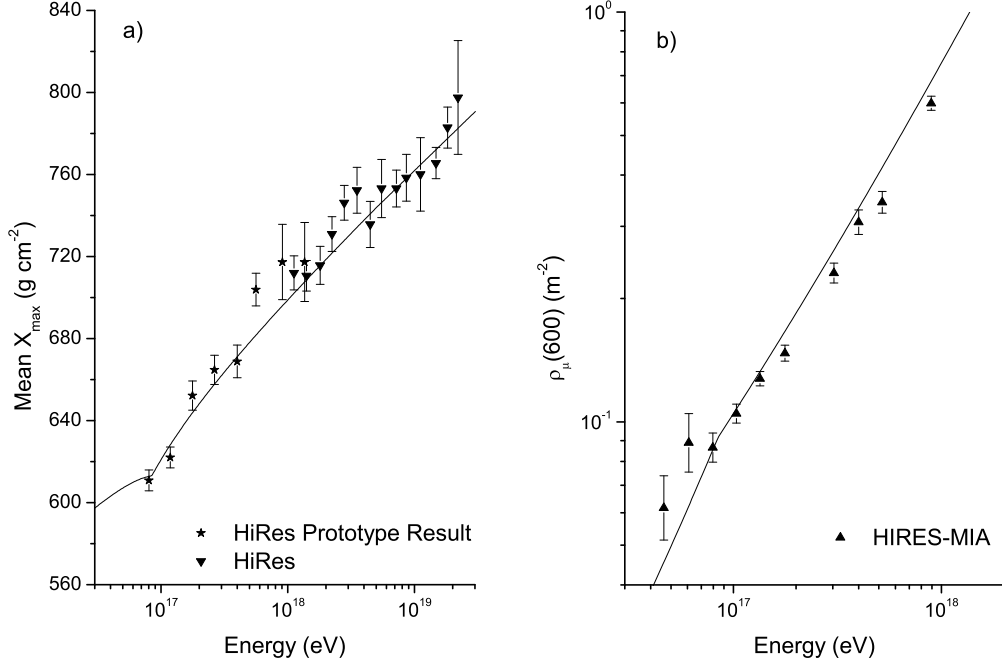 a)
840
800
760
720
680
640
600
560
Mean X_max (g cm^-2)
HiRes Prototype Result
HiRes
10^17
10^18
10^19
Energy (eV)
b)
10^0
10^-1
ρ_μ(600) (m^-2)
HIRES-MIA
10^17
10^18
Energy (eV)